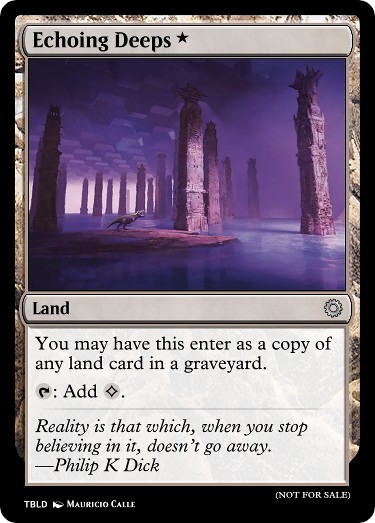 Echoing Deeps ★
Land
You may have this enter as a copy of
any land card in a graveyard.
: Add .
Reality is that which, when you stop
believing in it, doesn't go away.
—Philip K Dick
TBLD Mauricio Calle
(NOT FOR SALE)